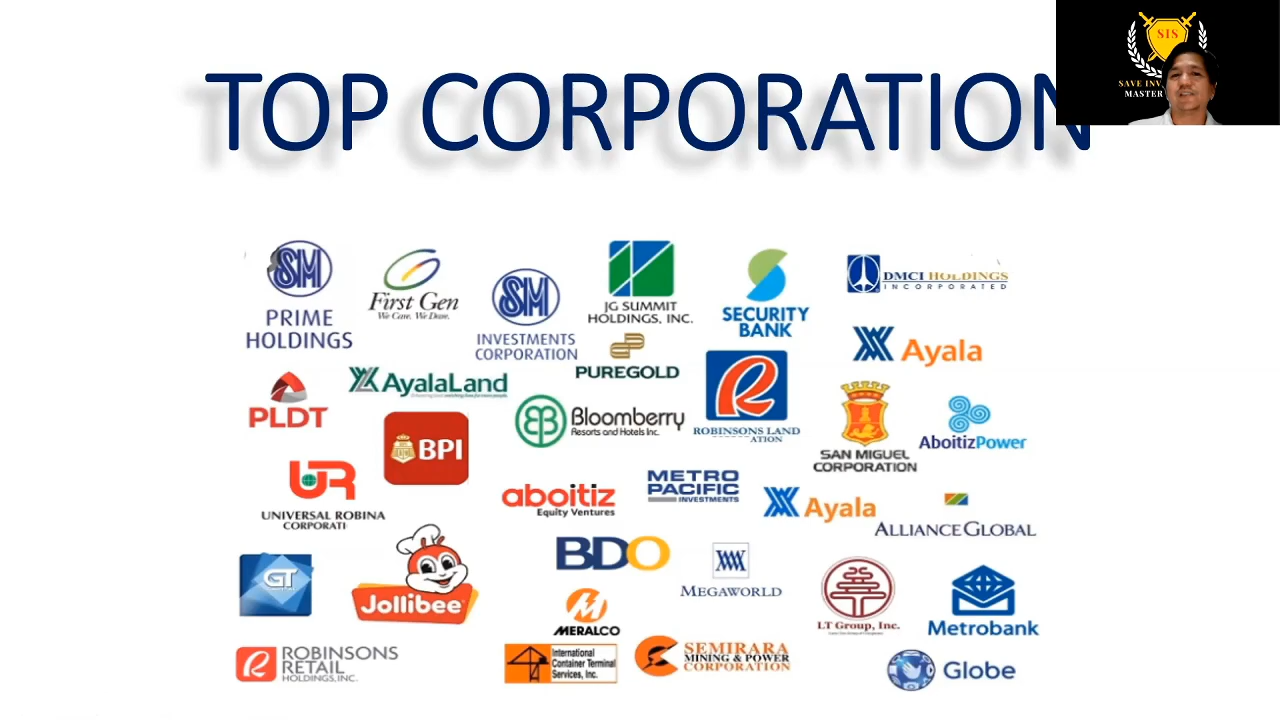 TOP CORPORATION
SIS
SM
PRIME
HOLDINGS
First Gen
We Care. We Dare.
SM
INVESTMENTS
CORPORATION
JG SUMMIT
HOLDINGS, INC.
SECURITY
BANK
DMCI HOLDINGS
INCORPORATED
PUREGOLD
Ayala
PLDT
AyalaLand
BPI
Bloomberry
Resorts and Hotels Inc.
R
ROBINSONS LAND
ATION
SAN MIGUEL
CORPORATION
AboitizPower
UR
UNIVERSAL ROBINA
CORPORATI
aboitiz
Equity Ventures
METRO
PACIFIC
INVESTMENTS
Ayala
ALLIANCE GLOBAL
GT
Jollibee
BDO
MERALCO
MEGAWORLD
LT Group, Inc.
Metrobank
R
ROBINSONS
RETAIL
HOLDINGS, INC.
International
Container Terminal
Services, Inc.
SEMIRARA
MINING & POWER
CORPORATION
Globe